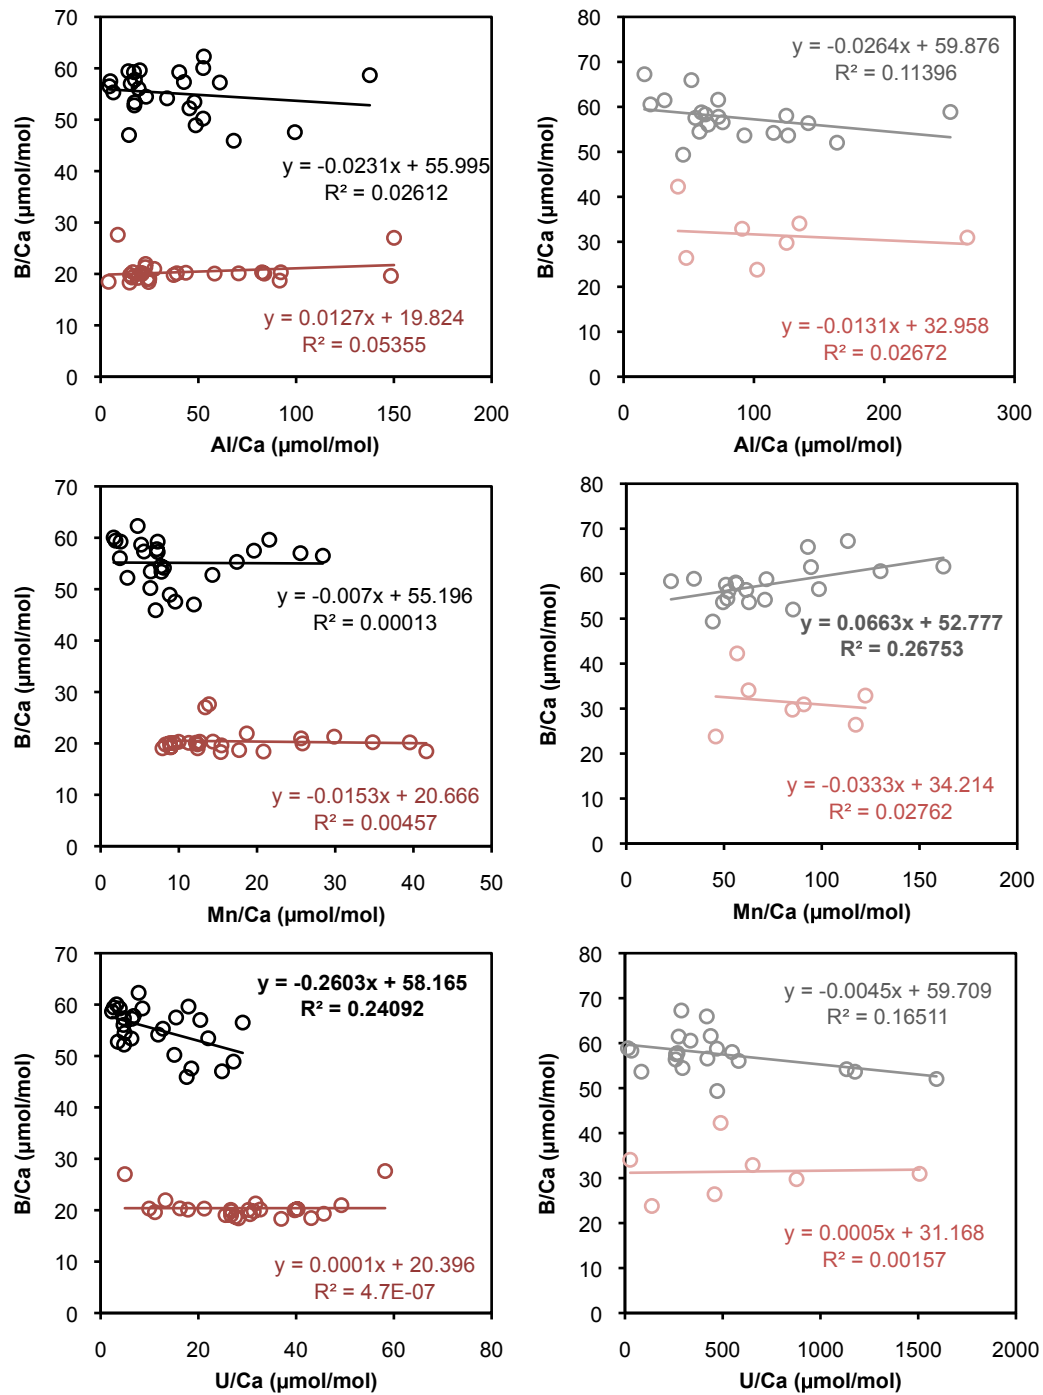 70
60
50
40
30
20
10
0
B/Ca (µmol/mol)
y = -0.0231x + 55.995
R² = 0.02612
y = 0.0127x + 19.824
R² = 0.05355
0 50 100 150 200
Al/Ca (µmol/mol)
80
70
60
50
40
30
20
10
0
B/Ca (µmol/mol)
y = -0.0264x + 59.876
R² = 0.11396
y = -0.0131x + 32.958
R² = 0.02672
0 100 200 300
Al/Ca (µmol/mol)
70
60
50
40
30
20
10
0
B/Ca (µmol/mol)
y = -0.007x + 55.196
R² = 0.00013
y = -0.0153x + 20.666
R² = 0.00457
0 10 20 30 40 50
Mn/Ca (µmol/mol)
80
70
60
50
40
30
20
10
0
B/Ca (µmol/mol)
y = 0.0663x + 52.777
R² = 0.26753
y = -0.0333x + 34.214
R² = 0.02762
0 50 100 150 200
Mn/Ca (µmol/mol)
70
60
50
40
30
20
10
0
B/Ca (µmol/mol)
y = -0.2603x + 58.165
R² = 0.24092
y = 0.0001x + 20.396
R² = 4.7E-07
0 20 40 60 80
U/Ca (µmol/mol)
80
70
60
50
40
30
20
10
0
B/Ca (µmol/mol)
y = -0.0045x + 59.709
R² = 0.16511
y = 0.0005x + 31.168
R² = 0.00157
0 500 1000 1500 2000
U/Ca (µmol/mol)